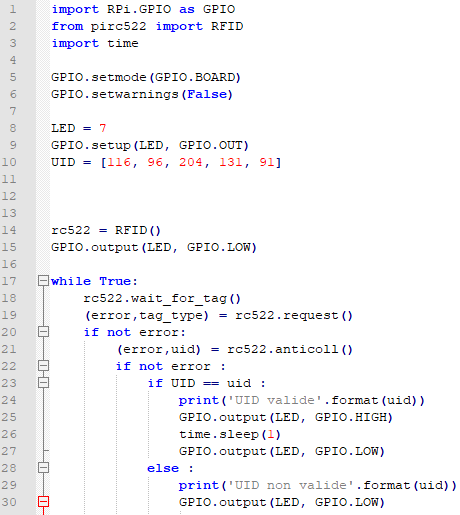 1 import RPi.GPIO as GPIO
2 from pirc522 import RFID
3 import time
4
5 GPIO.setmode(GPIO.BOARD)
6 GPIO.setwarnings(False)
7
8 LED = 7
9 GPIO.setup(LED, GPIO.OUT)
10 UID = [116, 96, 204, 131, 91]
11
12
13
14 rc522 = RFID()
15 GPIO.output(LED, GPIO.LOW)
16
17 while True:
18     rc522.wait_for_tag()
19     (error,tag_type) = rc522.request()
20     if not error:
21         (error,uid) = rc522.anticoll()
22         if not error :
23             if UID == uid :
24                 print('UID valide'.format(uid))
25                 GPIO.output(LED, GPIO.HIGH)
26                 time.sleep(1)
27                 GPIO.output(LED, GPIO.LOW)
28             else :
29                 print('UID non valide'.format(uid))
30                 GPIO.output(LED, GPIO.LOW)